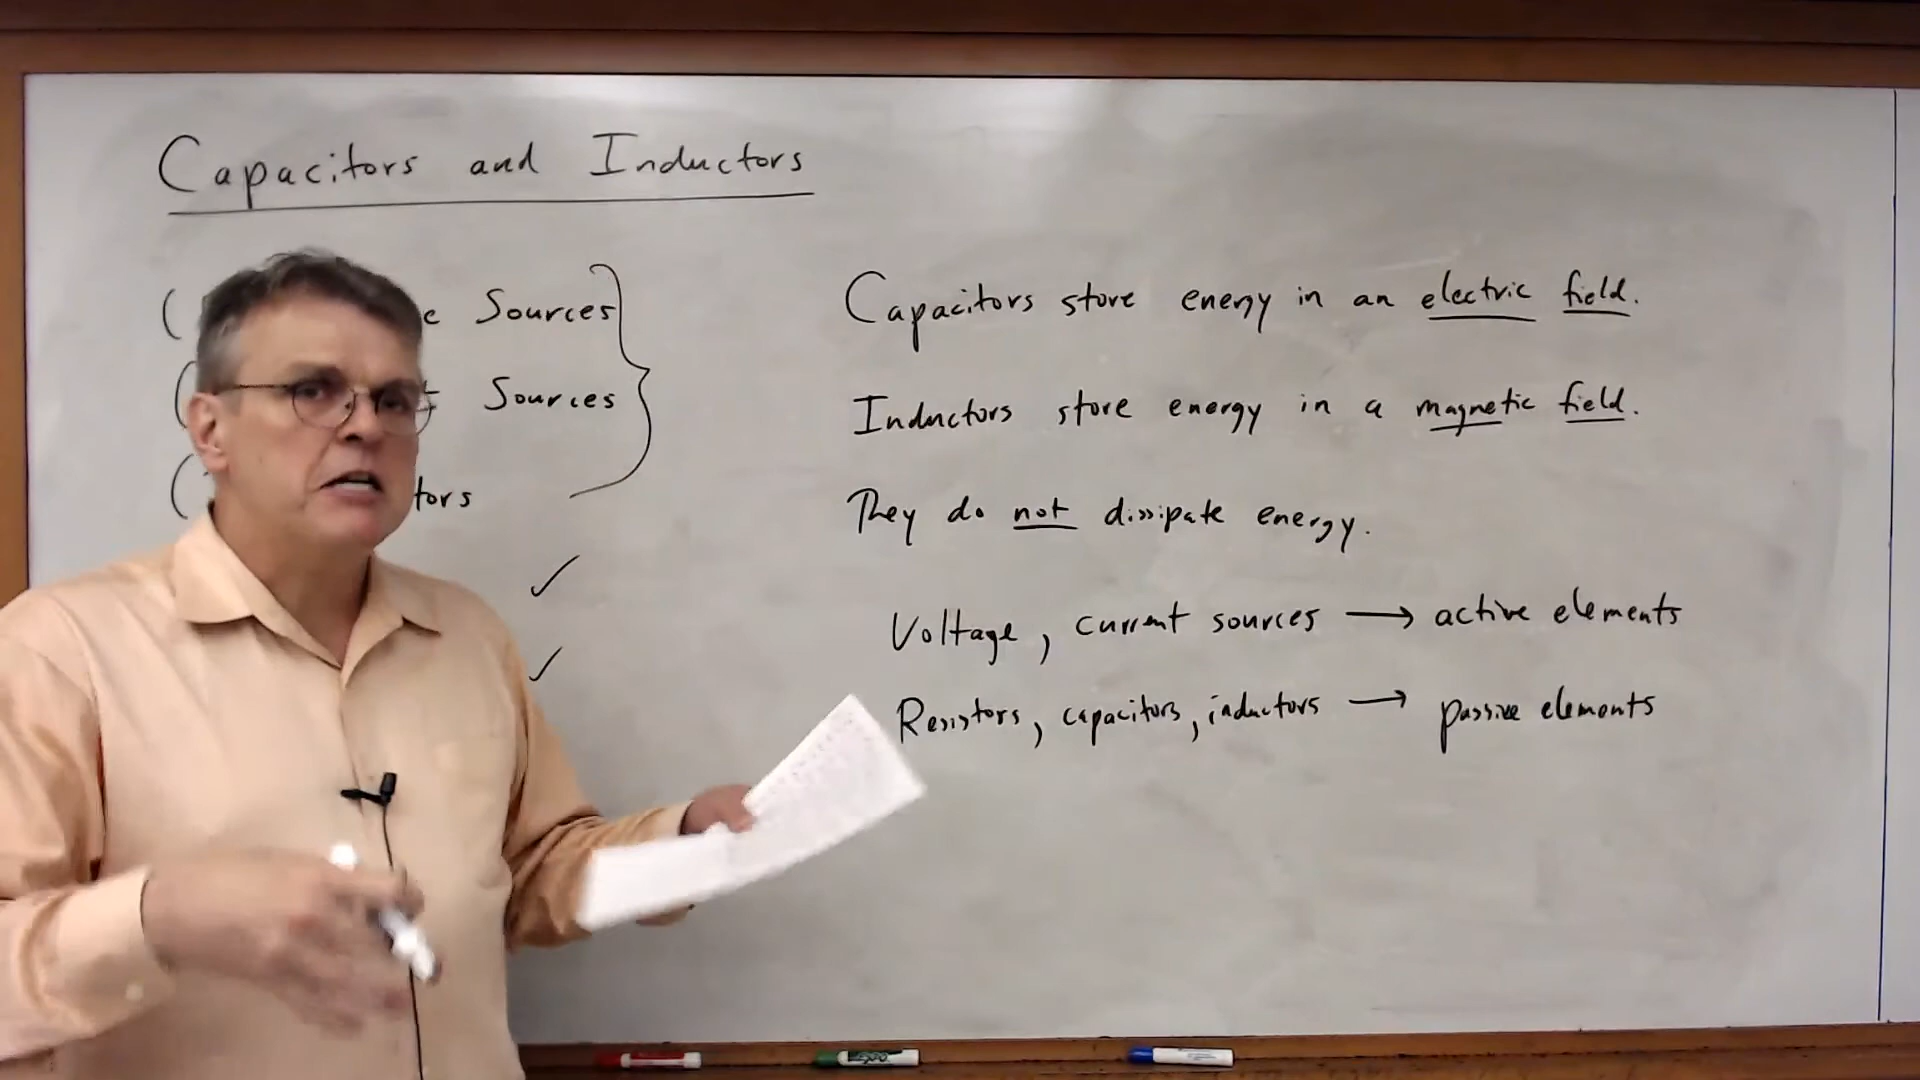 Capacitors and Inductors
Sources
Sources
tors
Capacitors store energy in an electric field.
Inductors store energy in a magnetic field.
They do not dissipate energy.
Voltage, current sources → active elements
Resistors, capacitors, inductors → passive elements